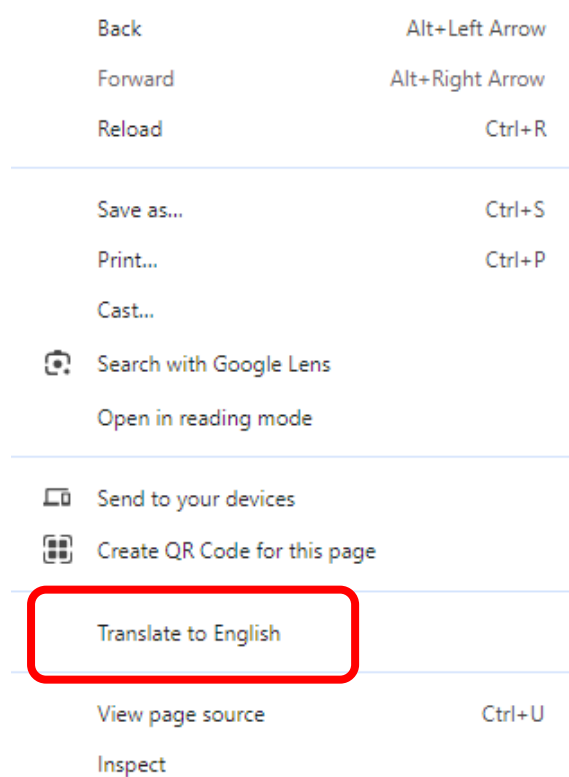 Back Alt+Left Arrow
Forward Alt+Right Arrow
Reload Ctrl+R
Save as... Ctrl+S
Print... Ctrl+P
Cast...
Search with Google Lens
Open in reading mode
Send to your devices
Create QR Code for this page
Translate to English
View page source Ctrl+U
Inspect